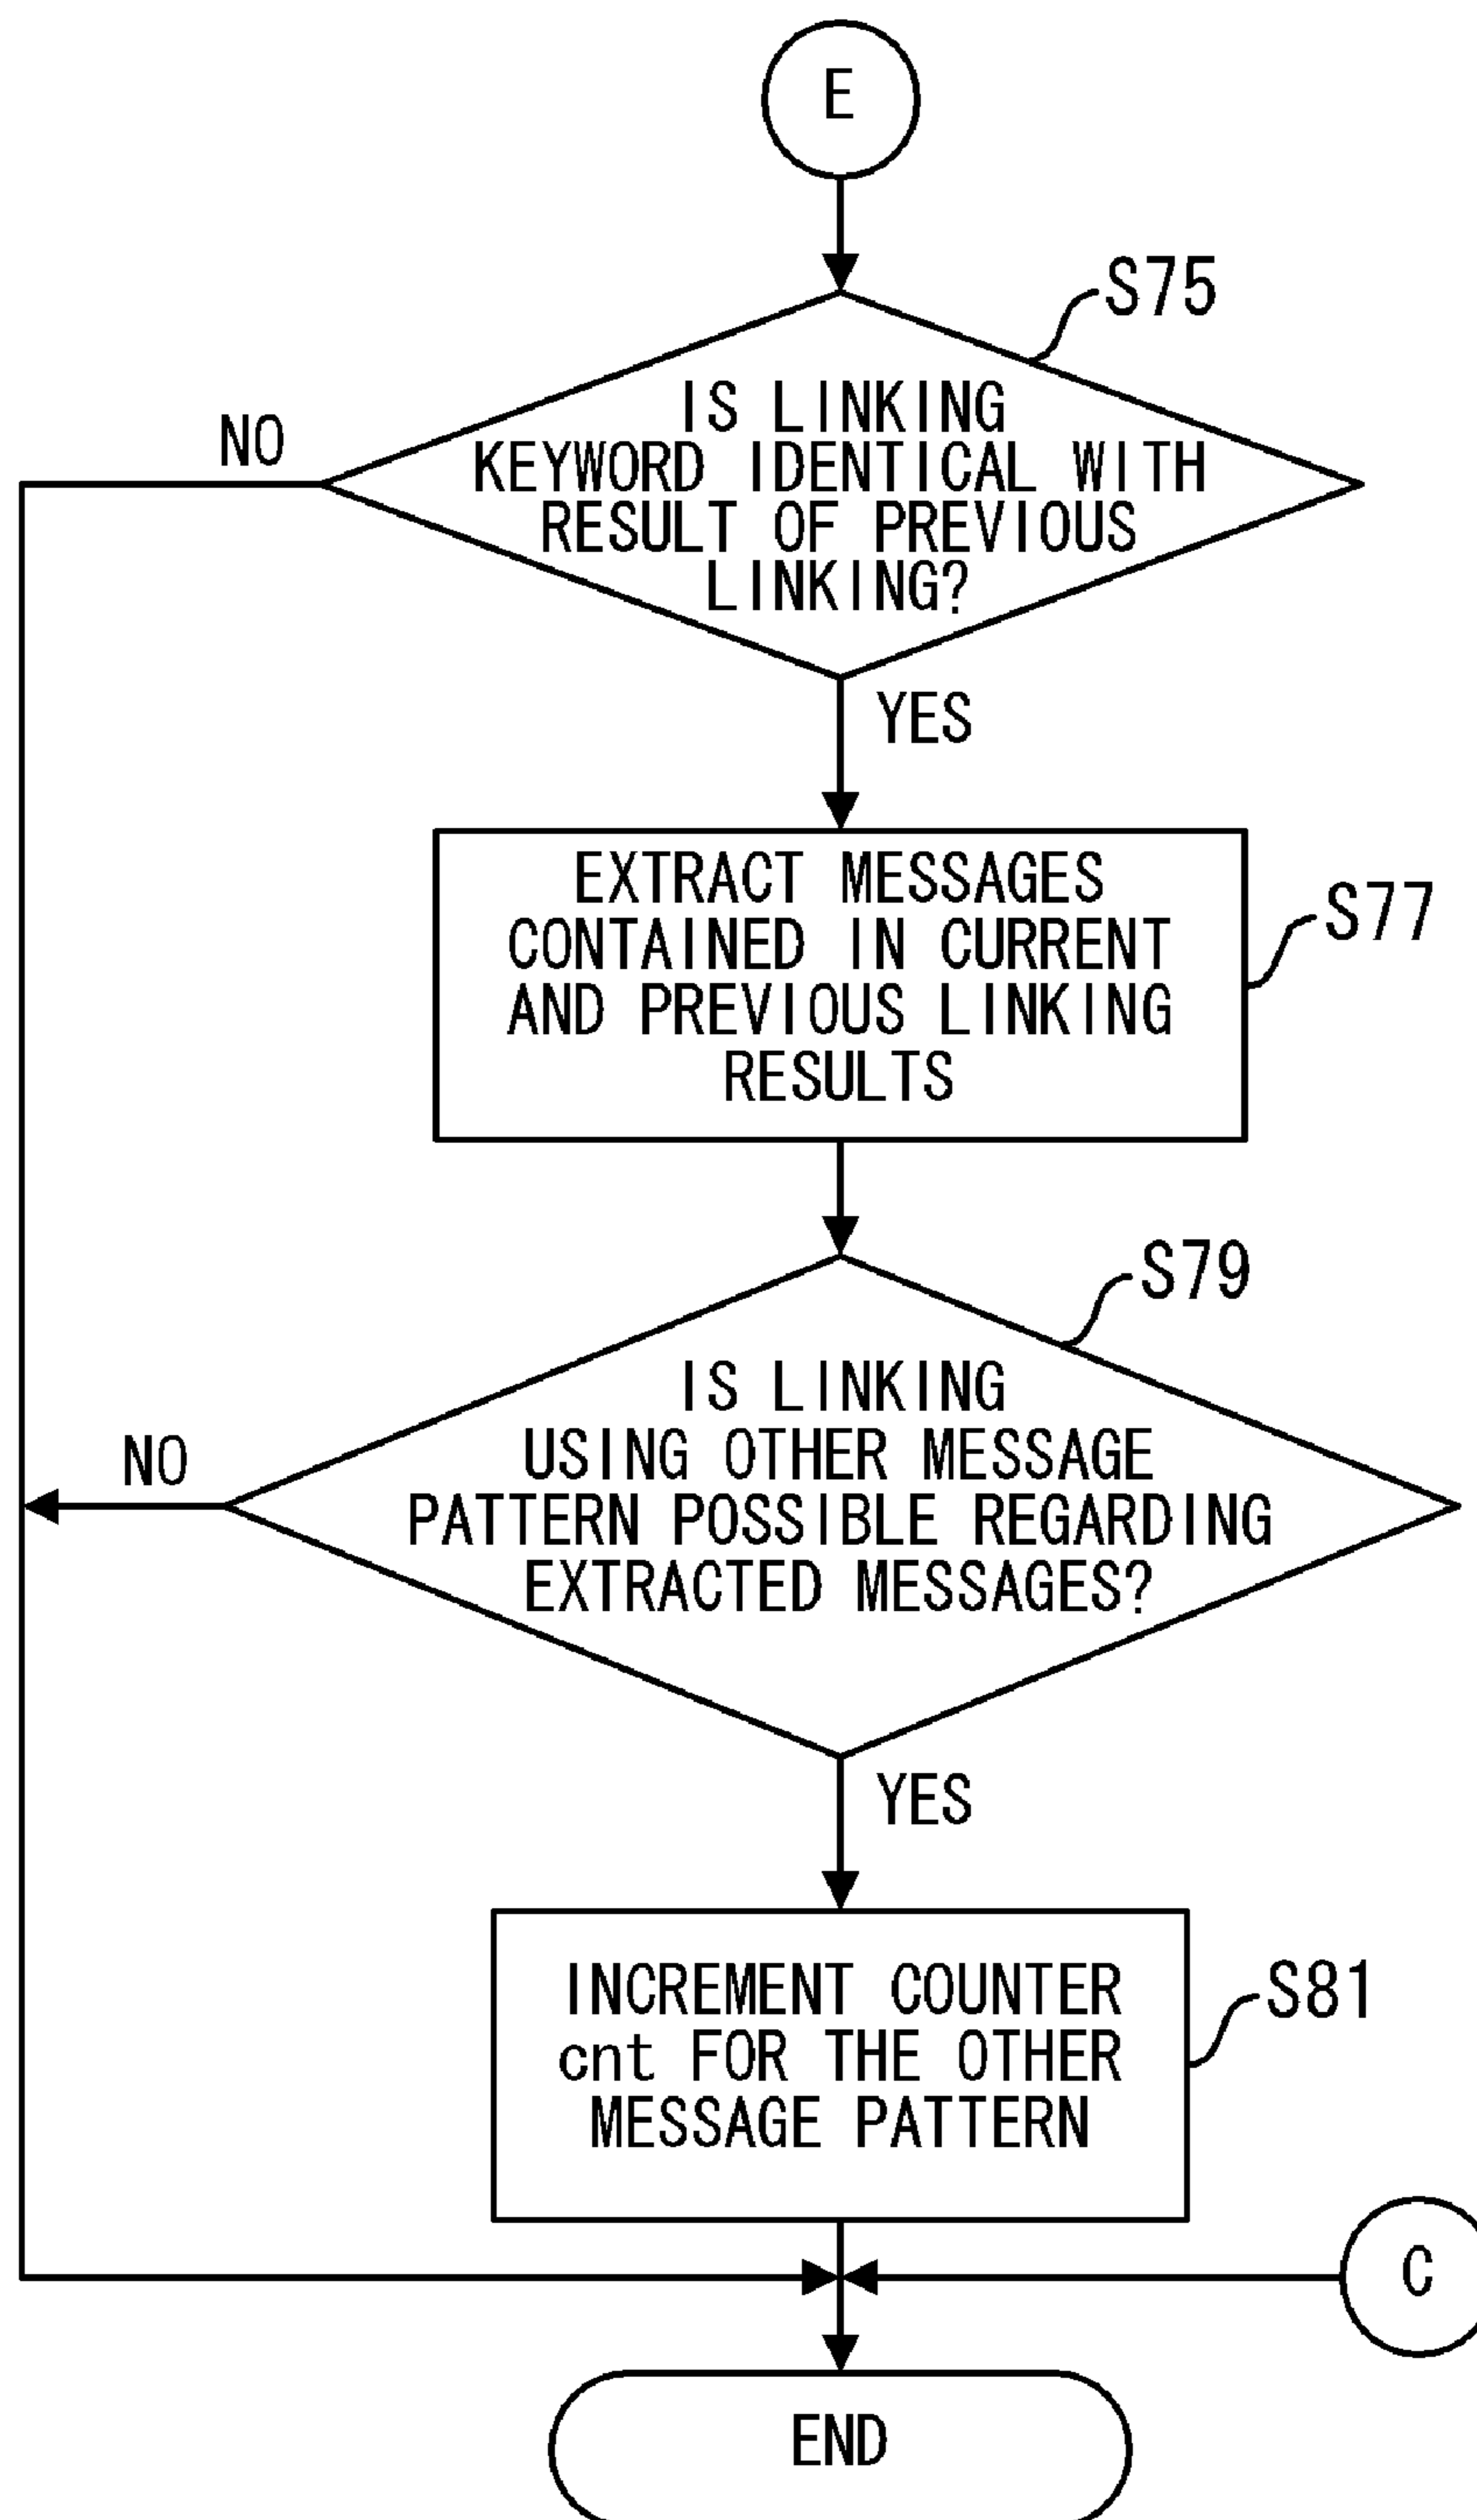 E
S75
IS LINKING
KEYWORD IDENTICAL WITH
RESULT OF PREVIOUS
LINKING?
NO
YES
EXTRACT MESSAGES
CONTAINED IN CURRENT
AND PREVIOUS LINKING
RESULTS
S77
S79
IS LINKING
USING OTHER MESSAGE
PATTERN POSSIBLE REGARDING
EXTRACTED MESSAGES?
NO
YES
INCREMENT COUNTER
cnt FOR THE OTHER
MESSAGE PATTERN
S81
C
END